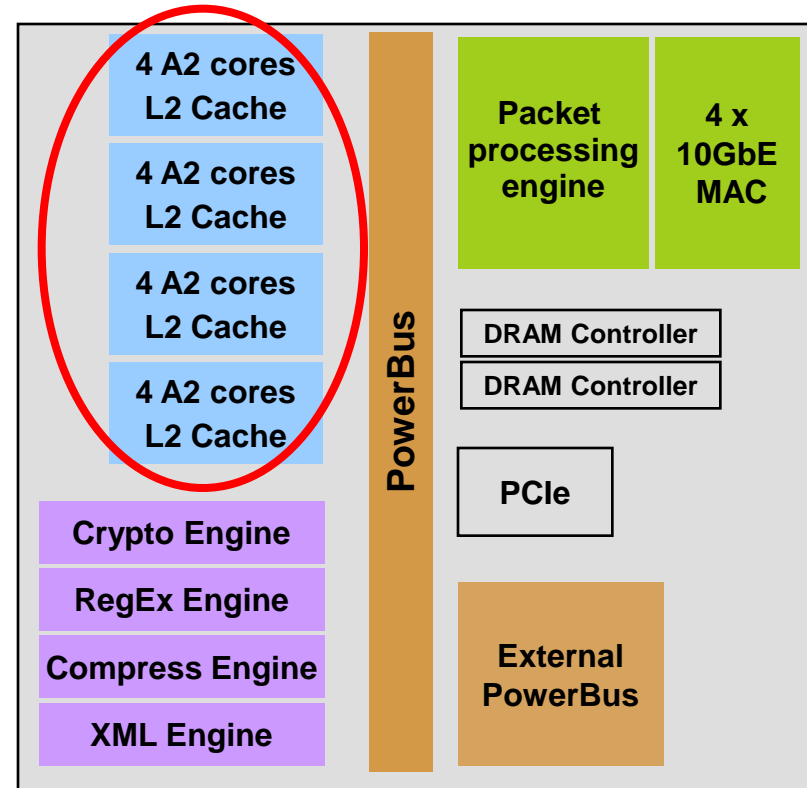 4 A2 cores
L2 Cache
4 A2 cores
L2 Cache
4 A2 cores
L2 Cache
4 A2 cores
L2 Cache
Crypto Engine
RegEx Engine
Compress Engine
XML Engine
PowerBus
Packet
processing
engine
4 x
10GbE
MAC
DRAM Controller
DRAM Controller
PCIe
External
PowerBus